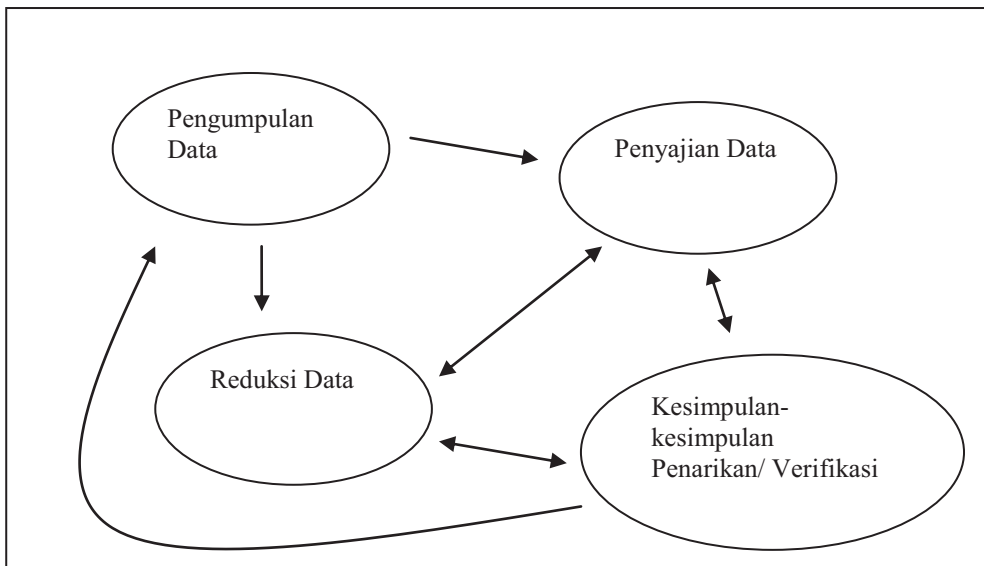 Pengumpulan
Data
Penyajian Data
Reduksi Data
Kesimpulan-
kesimpulan
Penarikan/ Verifikasi